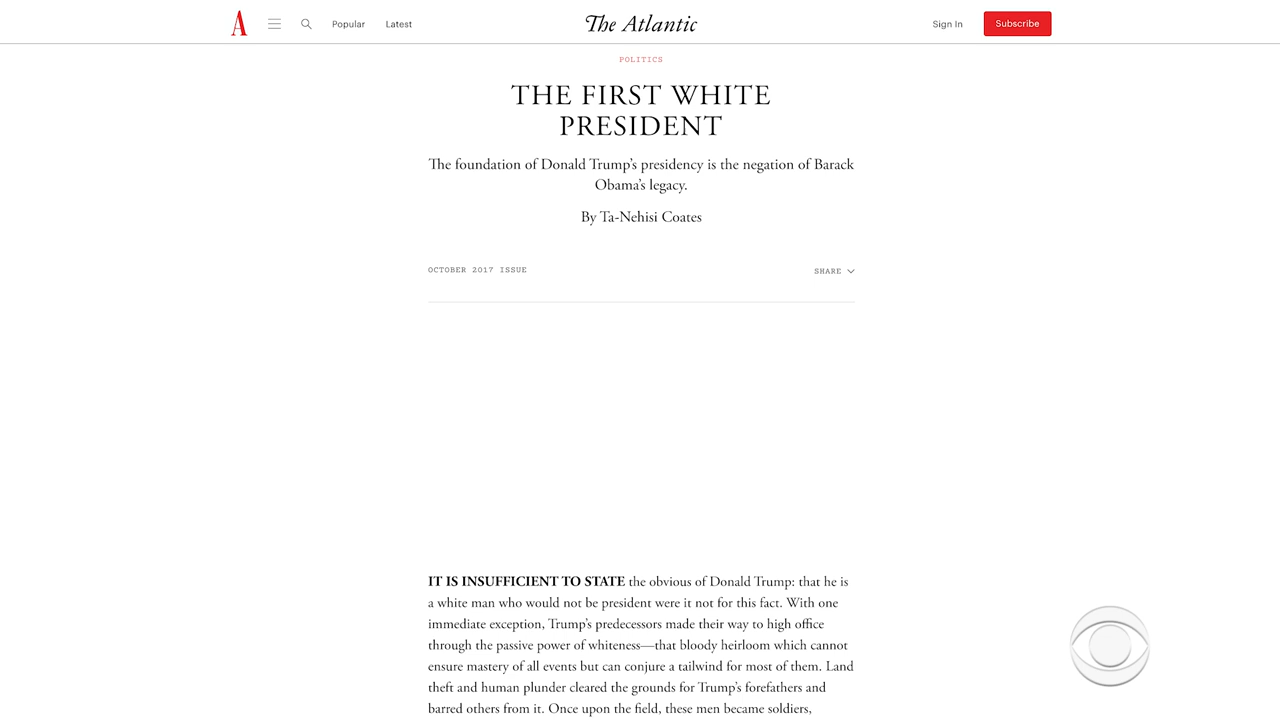 A Popular Latest The Atlantic Sign In Subscribe
POLITICS
THE FIRST WHITE
PRESIDENT
The foundation of Donald Trump’s presidency is the negation of Barack
Obama’s legacy.
By Ta-Nehisi Coates
OCTOBER 2017 ISSUE SHARE
IT IS INSUFFICIENT TO STATE the obvious of Donald Trump: that he is
a white man who would not be president were it not for this fact. With one
immediate exception, Trump’s predecessors made their way to high office
through the passive power of whiteness—that bloody heirloom which cannot
ensure mastery of all events but can conjure a tailwind for most of them. Land
theft and human plunder cleared the grounds for Trump’s forefathers and
barred others from it. Once upon the field, these men became soldiers,